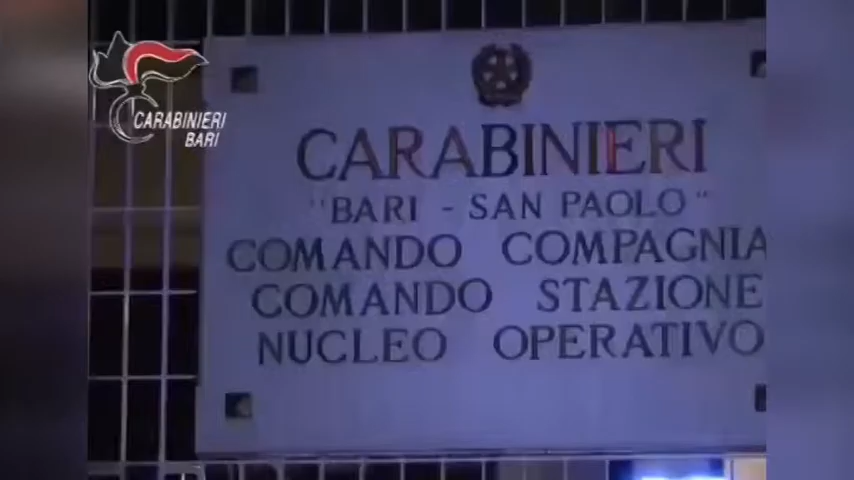 CARABINIERI
BARI
CARABINIERI
"BARI - SAN PAOLO"
COMANDO COMPAGNIA
COMANDO STAZIONE
NUCLEO OPERATIVO